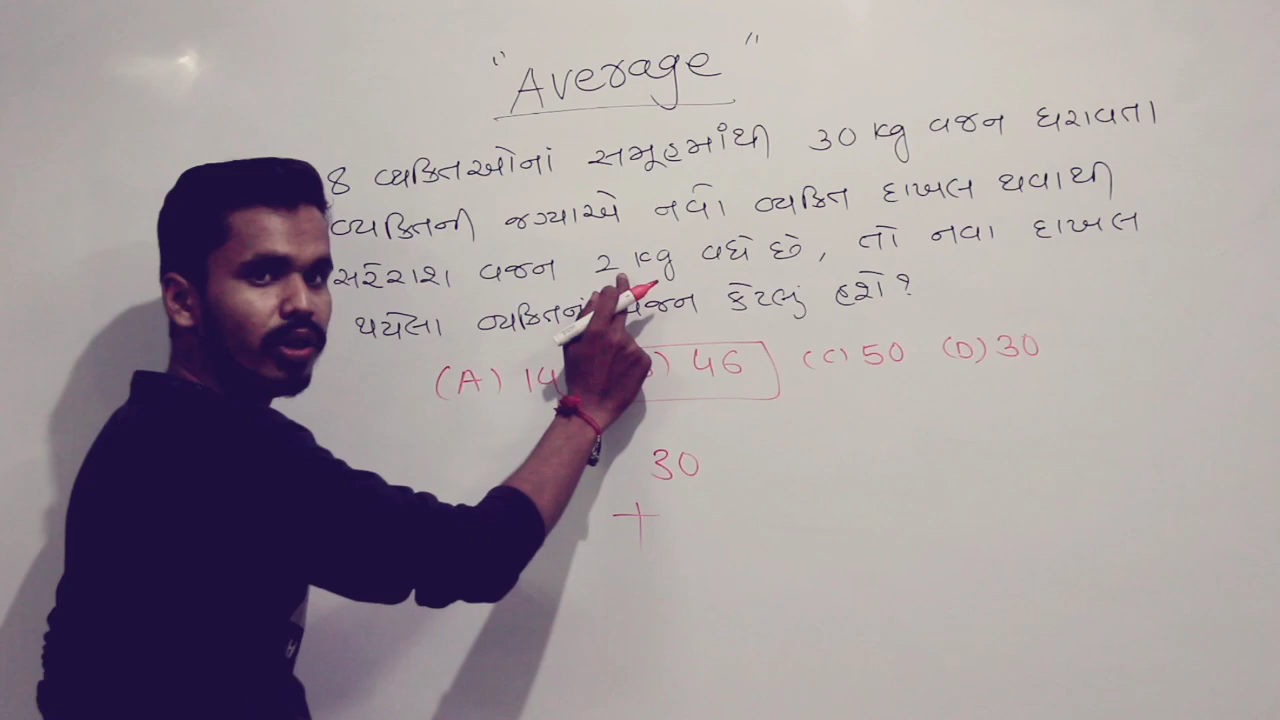 "Average"
8 વ્યક્તિઓનાં સમૂહમાંથી 30 kg વજન ધરાવતા
વ્યક્તિની જગ્યાએ નવી વ્યક્તિ દાખલ થવાથી
સરેરાશ વજન 2 kg વધે છે, તો નવા દાખલ
થયેલા વ્યક્તિનાં વજન કેટલું હશે?
(A) 14 46 (C) 50 (D) 30
30
+